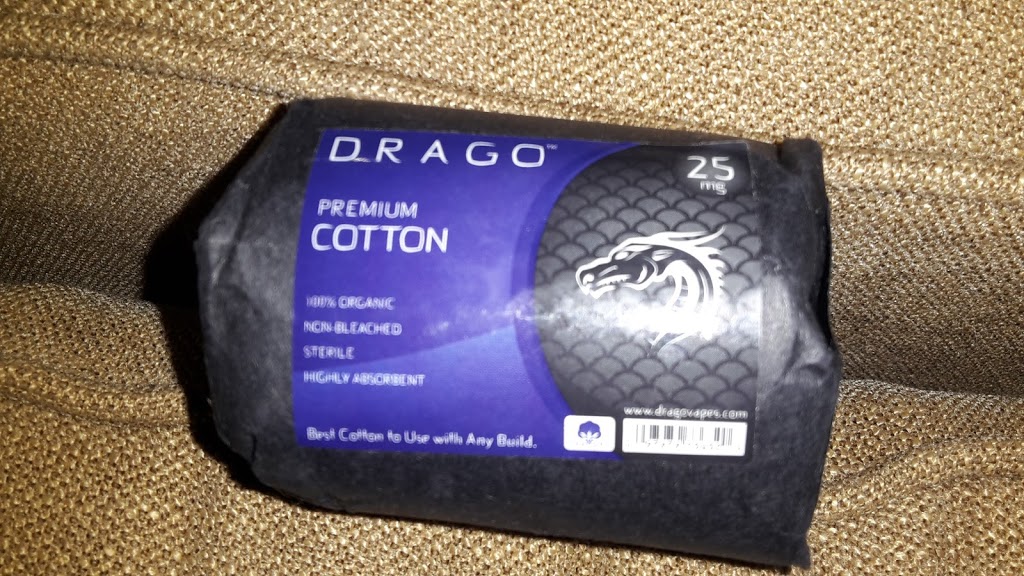 DRAGO™
25
mg
PREMIUM
COTTON
100% ORGANIC
NON-BLEACHED
STERILE
HIGHLY ABSORBENT
www.dragovapes.com
Best Cotton to Use with Any Build.